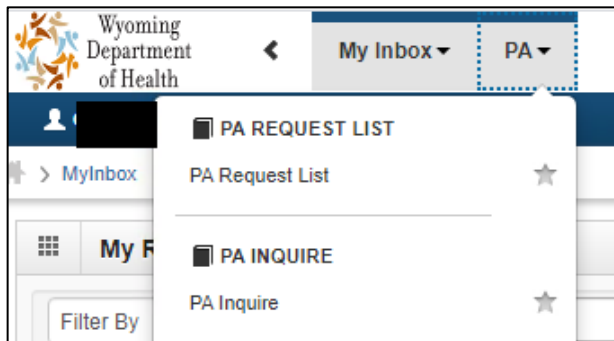 Wyoming
Department
of Health
My Inbox
PA
PA REQUEST LIST
MyInbox
PA Request List
My
PA INQUIRE
PA Inquire
Filter By